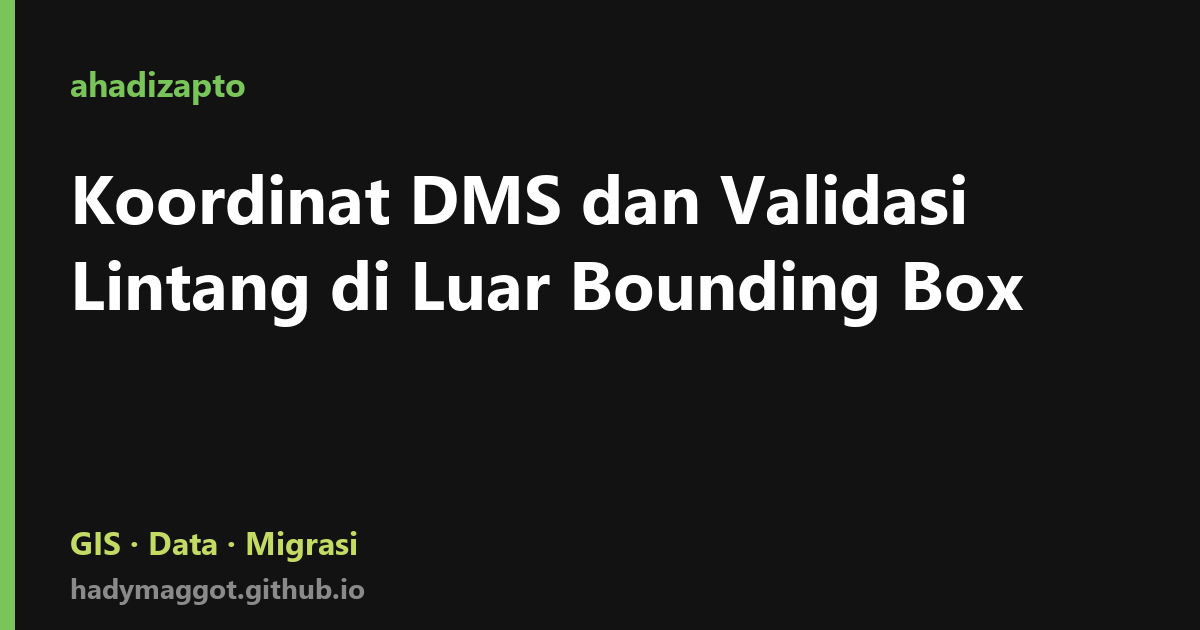 ahadizapto
Koordinat DMS dan Validasi
Lintang di Luar Bounding Box
GIS · Data · Migrasi
hadymaggot.github.io